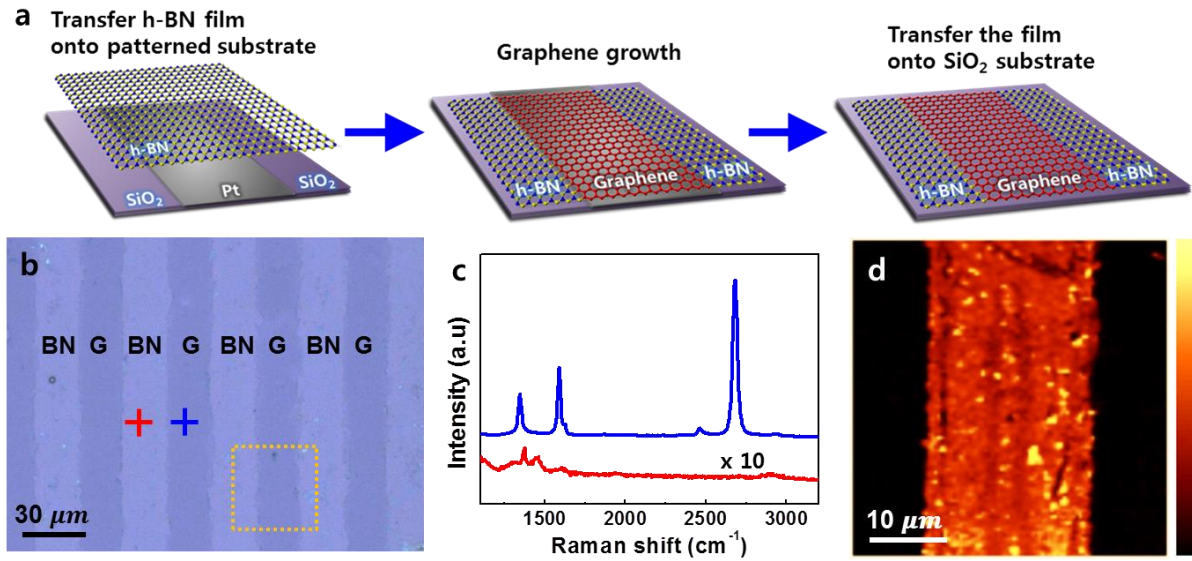 a
Transfer h-BN film
onto patterned substrate
Graphene growth
Transfer the film
onto SiO₂ substrate
h-BN
SiO₂
Pt
SiO₂
h-BN
Graphene
h-BN
h-BN
Graphene
h-BN
b
BN G BN G BN G BN G
30 μm
c
Intensity (a.u)
x 10
1500 2000 2500 3000
Raman shift (cm⁻¹)
d
10 μm